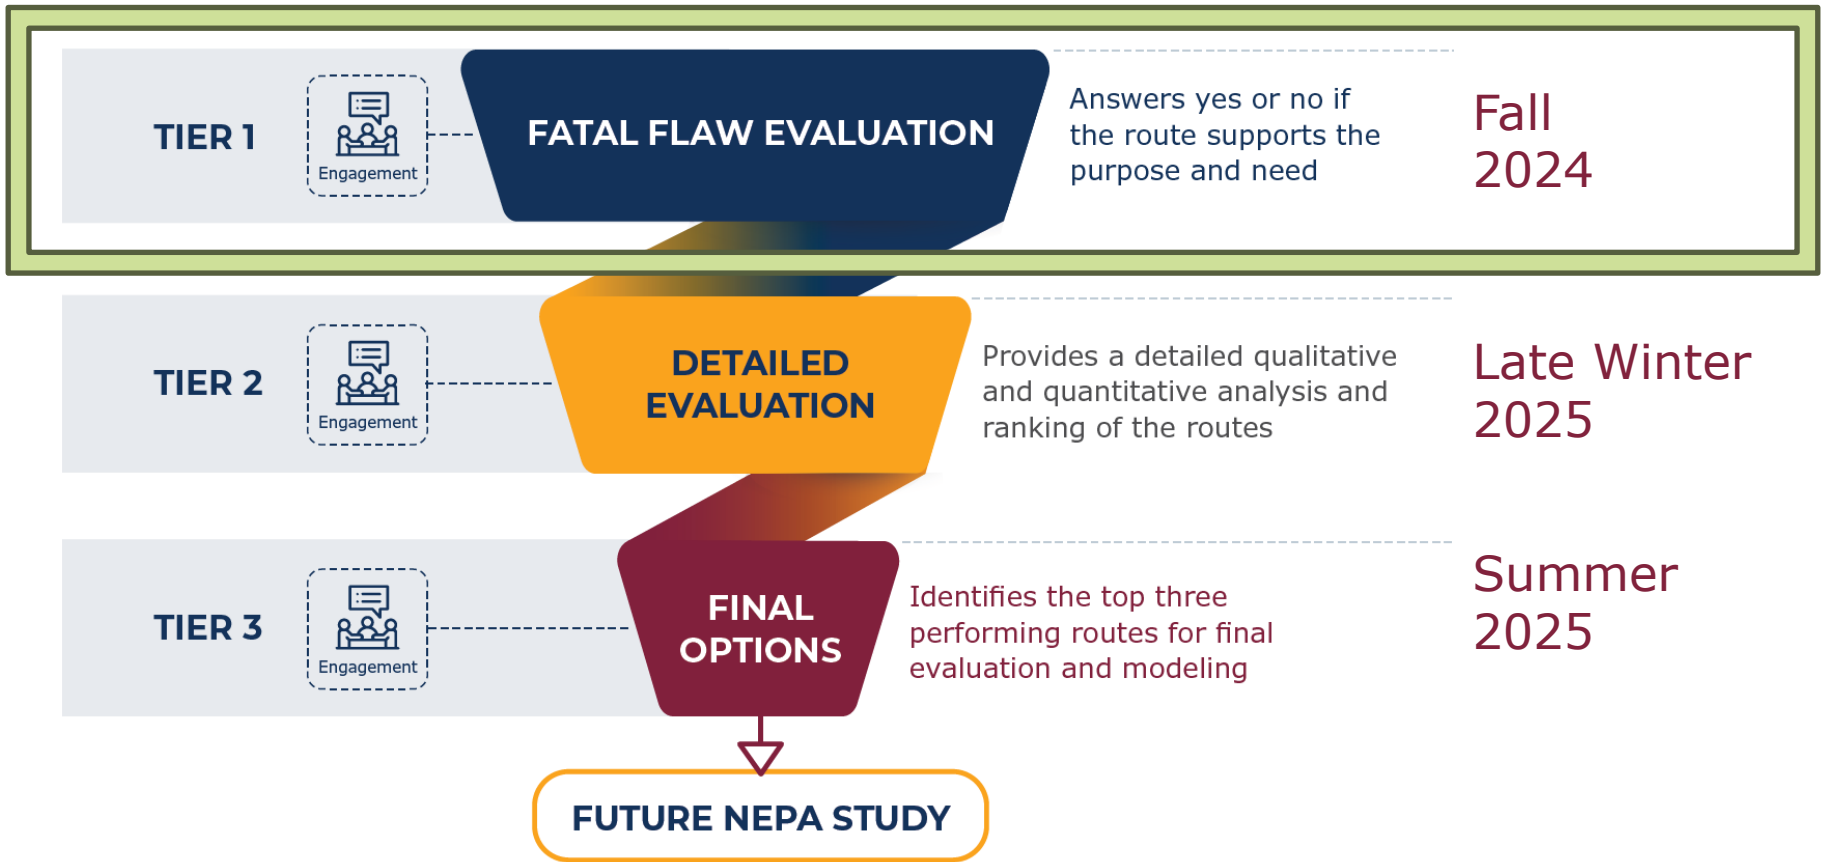 TIER 1
Engagement
FATAL FLAW EVALUATION
Answers yes or no if
the route supports the
purpose and need
Fall
2024
TIER 2
Engagement
DETAILED
EVALUATION
Provides a detailed qualitative
and quantitative analysis and
ranking of the routes
Late Winter
2025
TIER 3
Engagement
FINAL
OPTIONS
Identifies the top three
performing routes for final
evaluation and modeling
Summer
2025
FUTURE NEPA STUDY